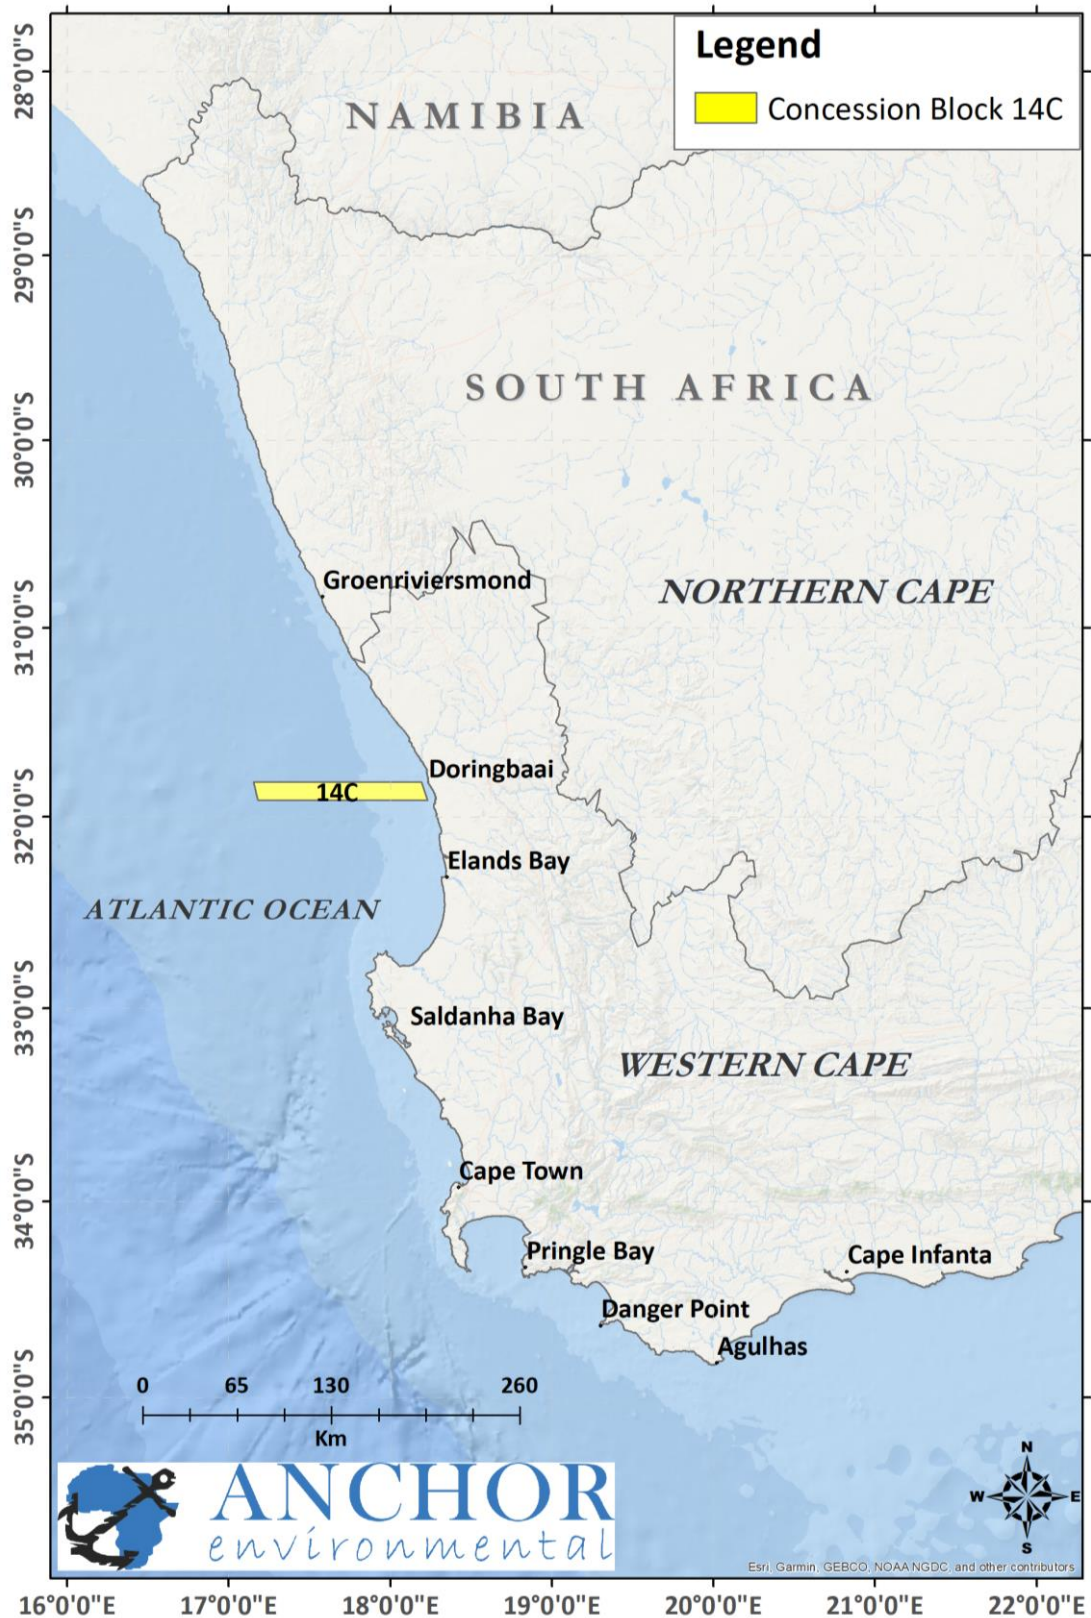 Legend
Concession Block 14C
NAMIBIA
SOUTH AFRICA
Groenriviersmond
NORTHERN CAPE
Doringbaai
14C
Elands Bay
ATLANTIC OCEAN
Saldanha Bay
WESTERN CAPE
Cape Town
Pringle Bay
Cape Infanta
Danger Point
Agulhas
0 65 130 260
Km
ANCHOR
environmental
N
W E
S
Esri, Garmin, GEBCO, NOAA NGDC, and other contributors
28°0'0"S
29°0'0"S
30°0'0"S
31°0'0"S
32°0'0"S
33°0'0"S
34°0'0"S
35°0'0"S
16°0'0"E 17°0'0"E 18°0'0"E 19°0'0"E 20°0'0"E 21°0'0"E 22°0'0"E